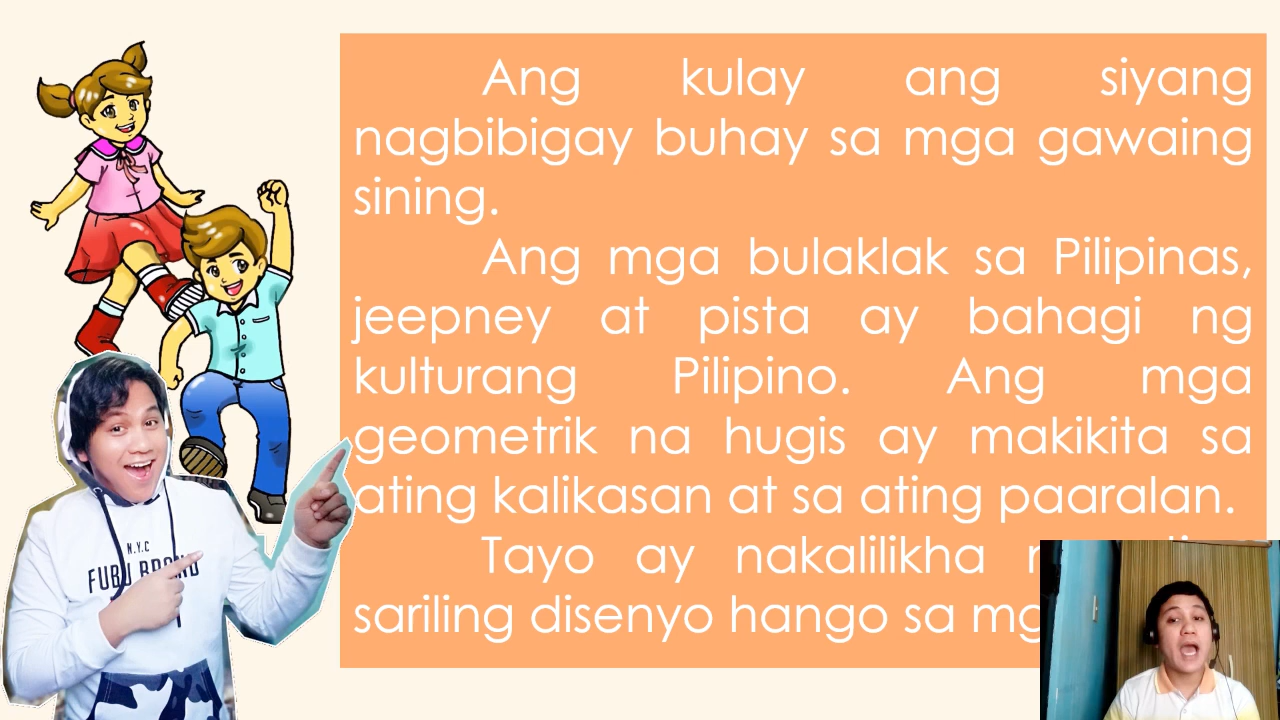 Ang kulay ang siyang
nagbibigay buhay sa mga gawaing
sining.
Ang mga bulaklak sa Pilipinas,
jeepney at pista ay bahagi ng
kulturang Pilipino. Ang mga
geometrik na hugis ay makikita sa
ating kalikasan at sa ating paaralan.
Tayo ay nakalilikha
sariling disenyo hango sa
N.Y.C
FUBU